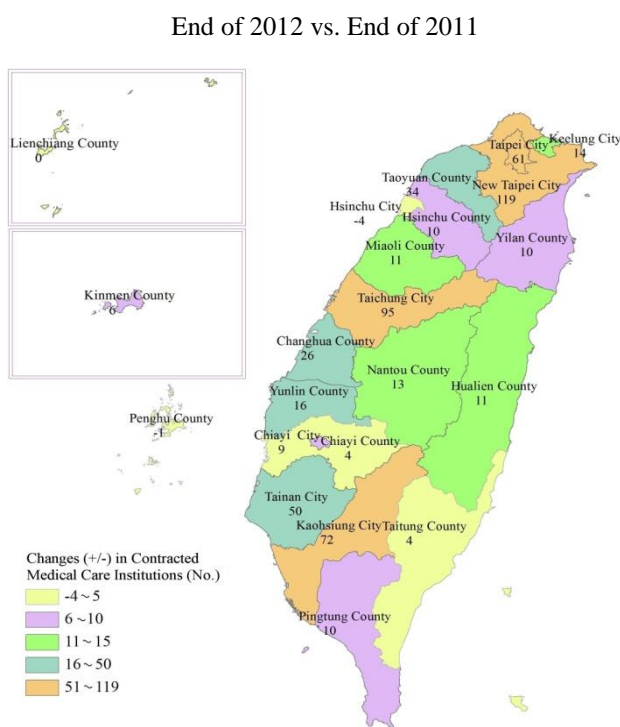 End of 2012 vs. End of 2011
Lienchiang County
0
Kinmen County
6
Penghu County
-1
Keelung City
14
Taipei City
61
New Taipei City
119
Taoyuan County
34
Hsinchu City
-4
Hsinchu County
10
Yilan County
10
Miaoli County
11
Taichung City
95
Changhua County
26
Nantou County
13
Hualien County
11
Yunlin County
16
Chiayi City
9
Chiayi County
4
Tainan City
50
Kaohsiung City
72
Taitung County
4
Pingtung County
10
Changes (+/-) in Contracted
Medical Care Institutions (No.)
-4~5
6~10
11~15
16~50
51~119